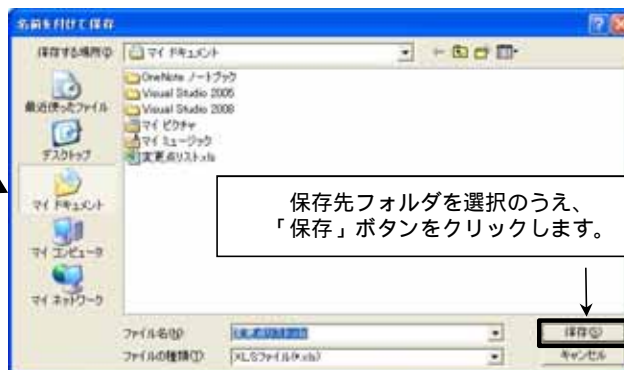 名前を付けて保存
保存する場所(I)
マイ ドキュメント
最近使ったファイル
デスクトップ
マイ ドキュメント
マイ コンピュータ
マイ ネットワーク
OneNote ノートブック
Visual Studio 2005
Visual Studio 2008
マイ ピクチャ
マイ ミュージック
変更点リスト.xls
保存先フォルダを選択のうえ、
「保存」ボタンをクリックします。
ファイル名(N)
保存(S)
ファイルの種類(T)
XLSファイル(*.xls)
キャンセル